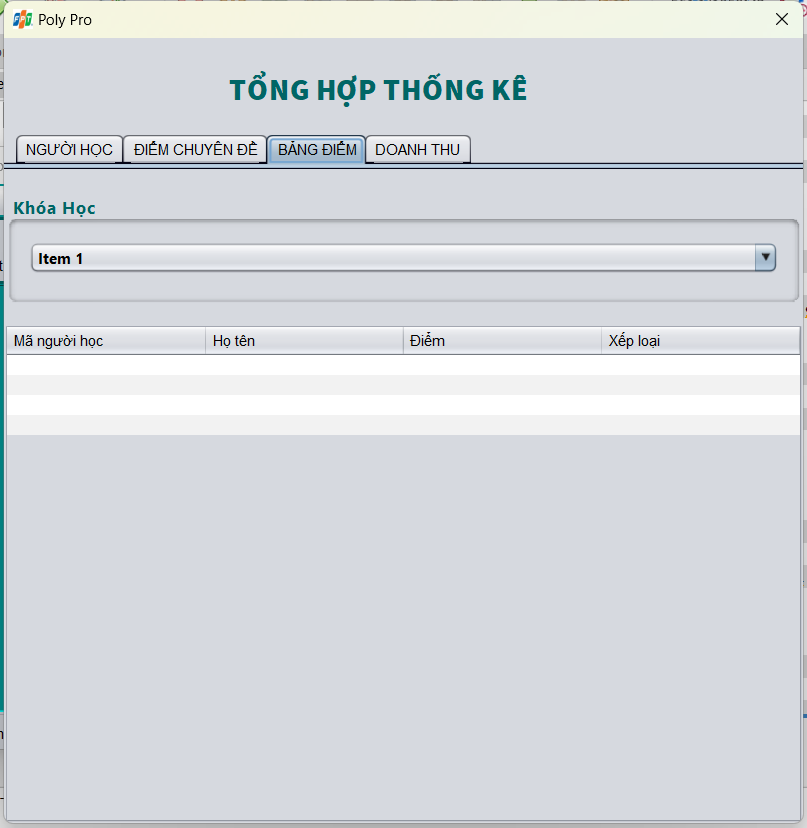 FPT Poly Pro
TỔNG HỢP THỐNG KÊ
NGƯỜI HỌC ĐIỂM CHUYÊN ĐỀ BẢNG ĐIỂM DOANH THU
Khóa Học
Item 1
Mã người học Họ tên Điểm Xếp loại